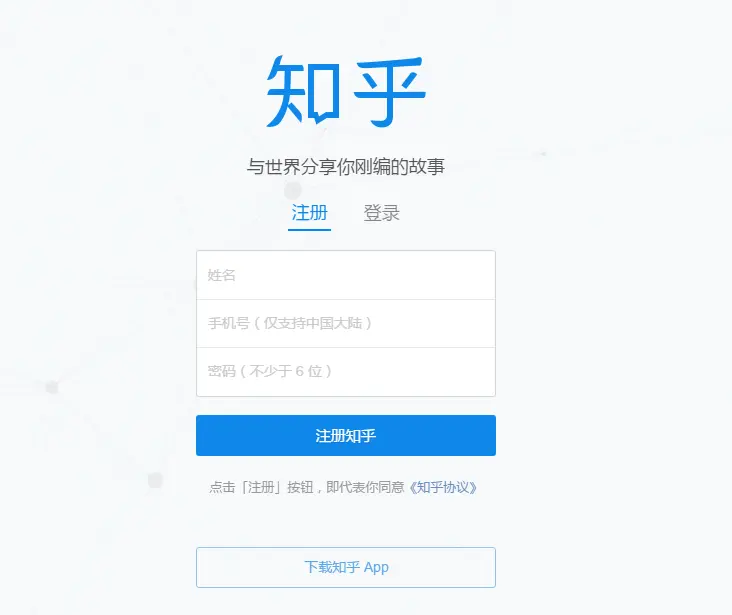 知乎
与世界分享你刚编的故事
注册 登录
姓名
手机号（仅支持中国大陆）
密码（不少于 6 位）
注册知乎
点击「注册」按钮，即代表你同意《知乎协议》
下载知乎 App